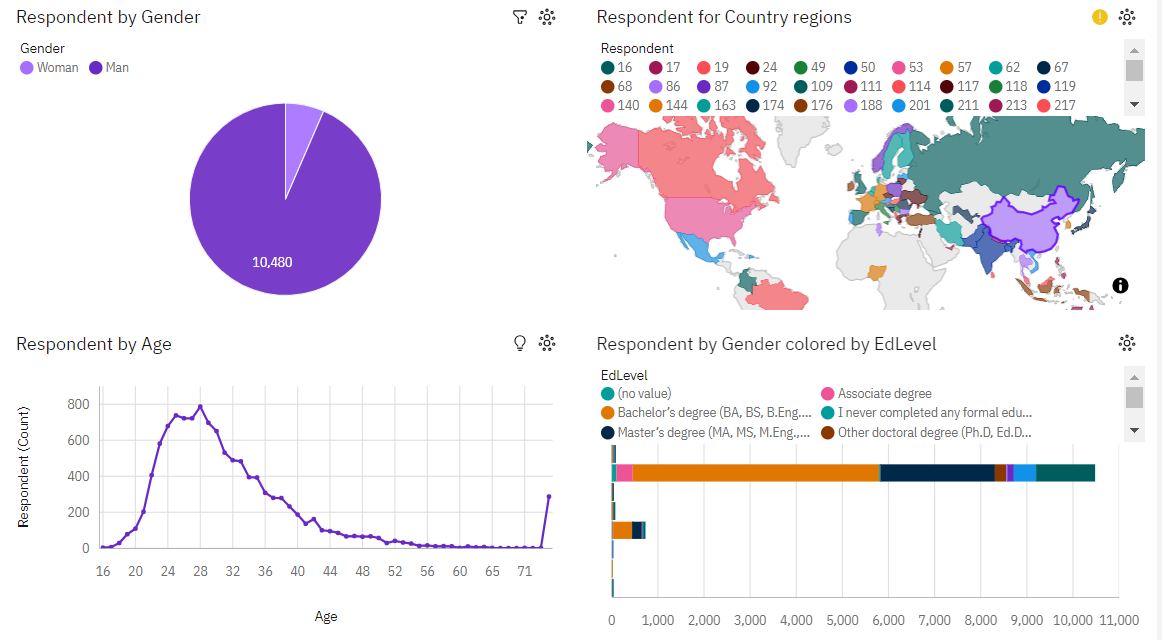 Respondent by Gender
Gender
Woman Man
10,480
Respondent for Country regions
Respondent
16 17 19 24 49 50 53 57 62 67
68 86 87 92 109 111 114 117 118 119
140 144 163 174 176 188 201 211 213 217
Respondent by Age
Respondent (Count)
800
600
400
200
0
16 20 24 28 32 36 40 44 48 52 56 60 65 71
Age
Respondent by Gender colored by EdLevel
EdLevel
(no value) Associate degree
Bachelor’s degree (BA, BS, B.Eng.... I never completed any formal edu...
Master’s degree (MA, MS, M.Eng.,... Other doctoral degree (Ph.D, Ed.D...
0 1,000 2,000 3,000 4,000 5,000 6,000 7,000 8,000 9,000 10,000 11,000